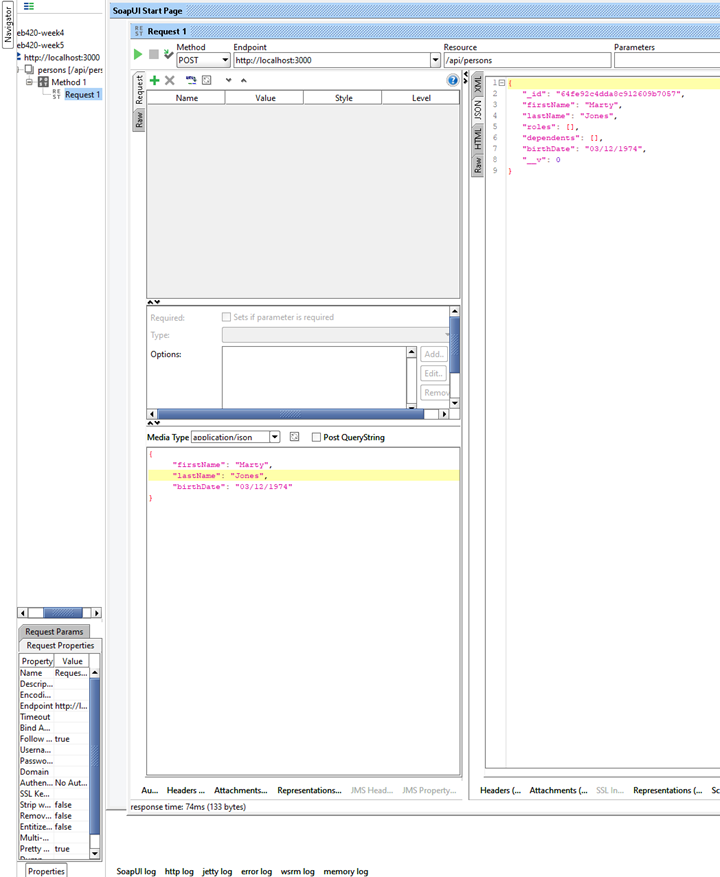 Navigator
eb420-week4
eb420-week5
http://localhost:3000
persons [/api/pers
Method 1
REST Request 1
SoapUI Start Page
REST Request 1
Method Endpoint Resource Parameters
POST http://localhost:3000 /api/persons
Request
Raw
Name Value Style Level
Required: Sets if parameter is required
Type:
Options:
Add..
Edit..
Remov
Media Type application/json Post QueryString
{
"firstName": "Marty",
"lastName": "Jones",
"birthDate": "03/12/1974"
}
XML
JSON
HTML
Raw
1 {
2 "_id": "64fe92c4dda8c912609b7057",
3 "firstName": "Marty",
4 "lastName": "Jones",
5 "roles": [],
6 "dependents": [],
7 "birthDate": "03/12/1974",
8 "__v": 0
9 }
Request Params
Request Properties
Property Value
Name Reques...
Descrip...
Encodi...
Endpoint http://l...
Timeout
Bind A...
Follow ... true
Userna...
Passwo...
Domain
Authen... No Aut...
SSL Ke...
Strip w... false
Remov... false
Entitize... false
Multi-...
Pretty ... true
Properties
Au... Headers ... Attachments... Representations... JMS Head... JMS Property...
Headers (... Attachments (... SSL In... Representations (... Sc
response time: 74ms (133 bytes)
SoapUI log http log jetty log error log wsrm log memory log